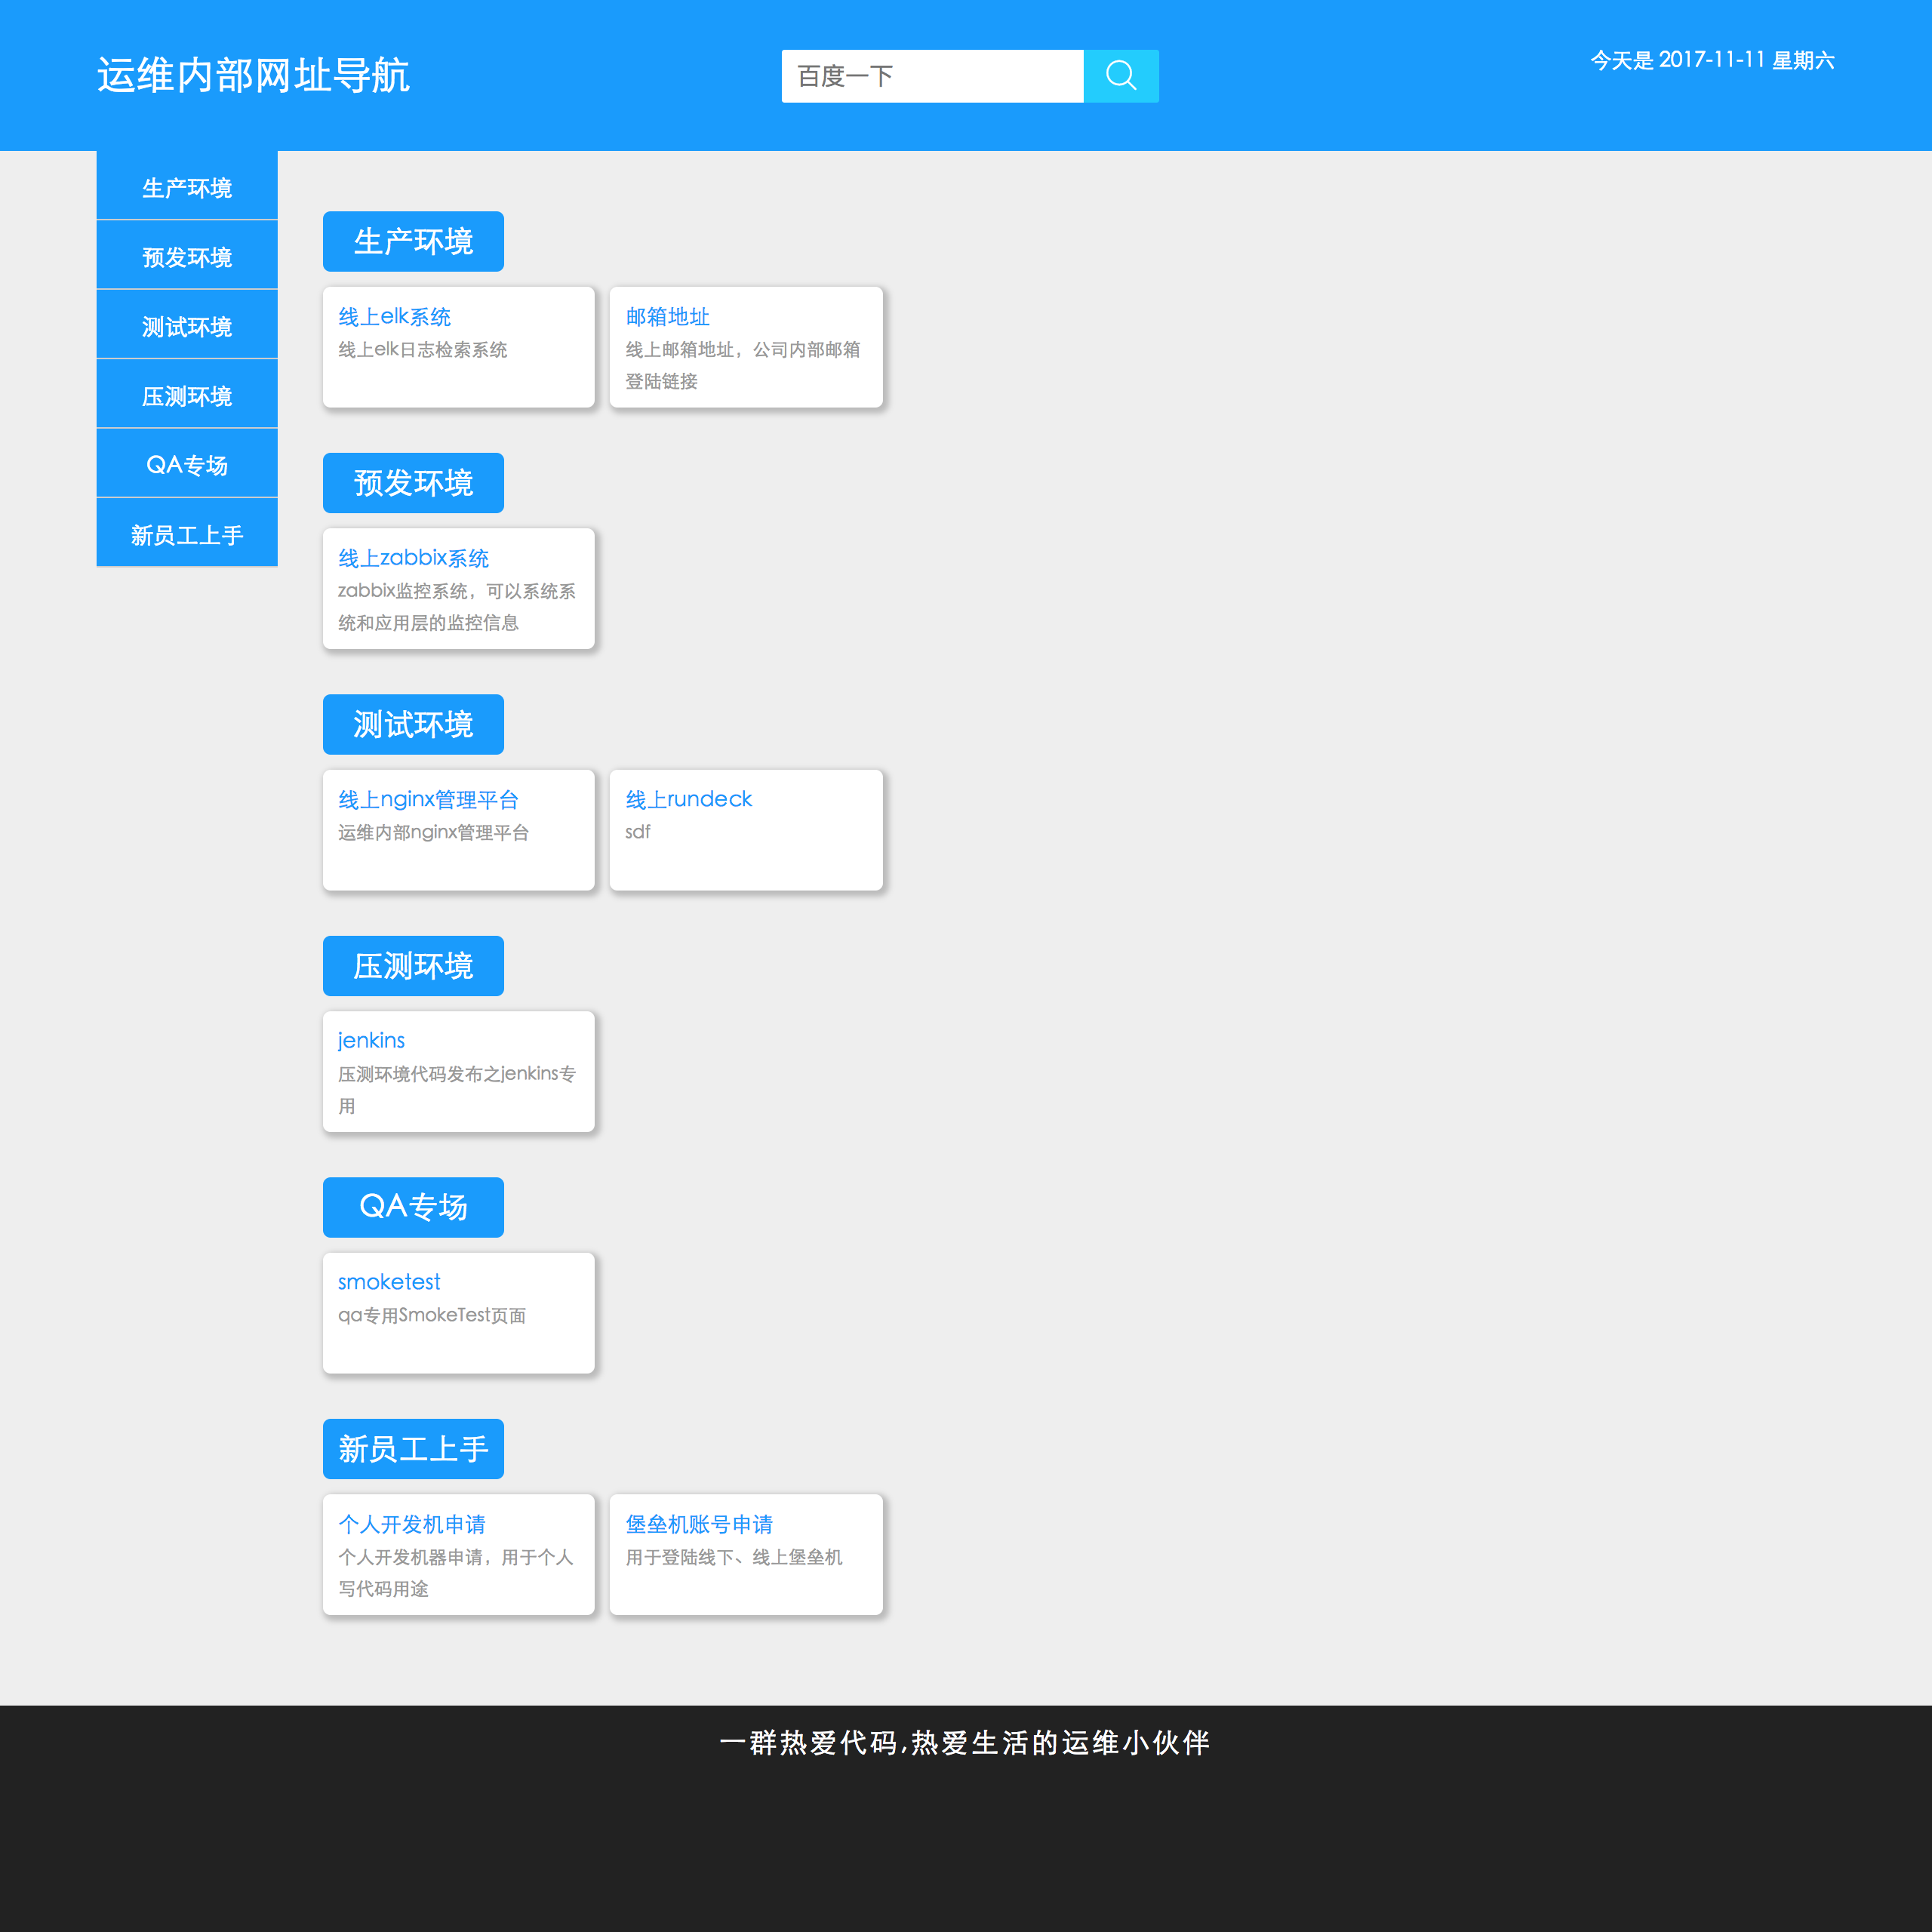 运维内部网址导航
百度一下
今天是 2017-11-11 星期六
生产环境
预发环境
测试环境
压测环境
QA专场
新员工上手
生产环境
线上elk系统
线上elk日志检索系统
邮箱地址
线上邮箱地址，公司内部邮箱
登陆链接
预发环境
线上zabbix系统
zabbix监控系统，可以系统系
统和应用层的监控信息
测试环境
线上nginx管理平台
运维内部nginx管理平台
线上rundeck
sdf
压测环境
jenkins
压测环境代码发布之jenkins专
用
QA专场
smoketest
qa专用SmokeTest页面
新员工上手
个人开发机申请
个人开发机器申请，用于个人
写代码用途
堡垒机账号申请
用于登陆线下、线上堡垒机
一群热爱代码,热爱生活的运维小伙伴